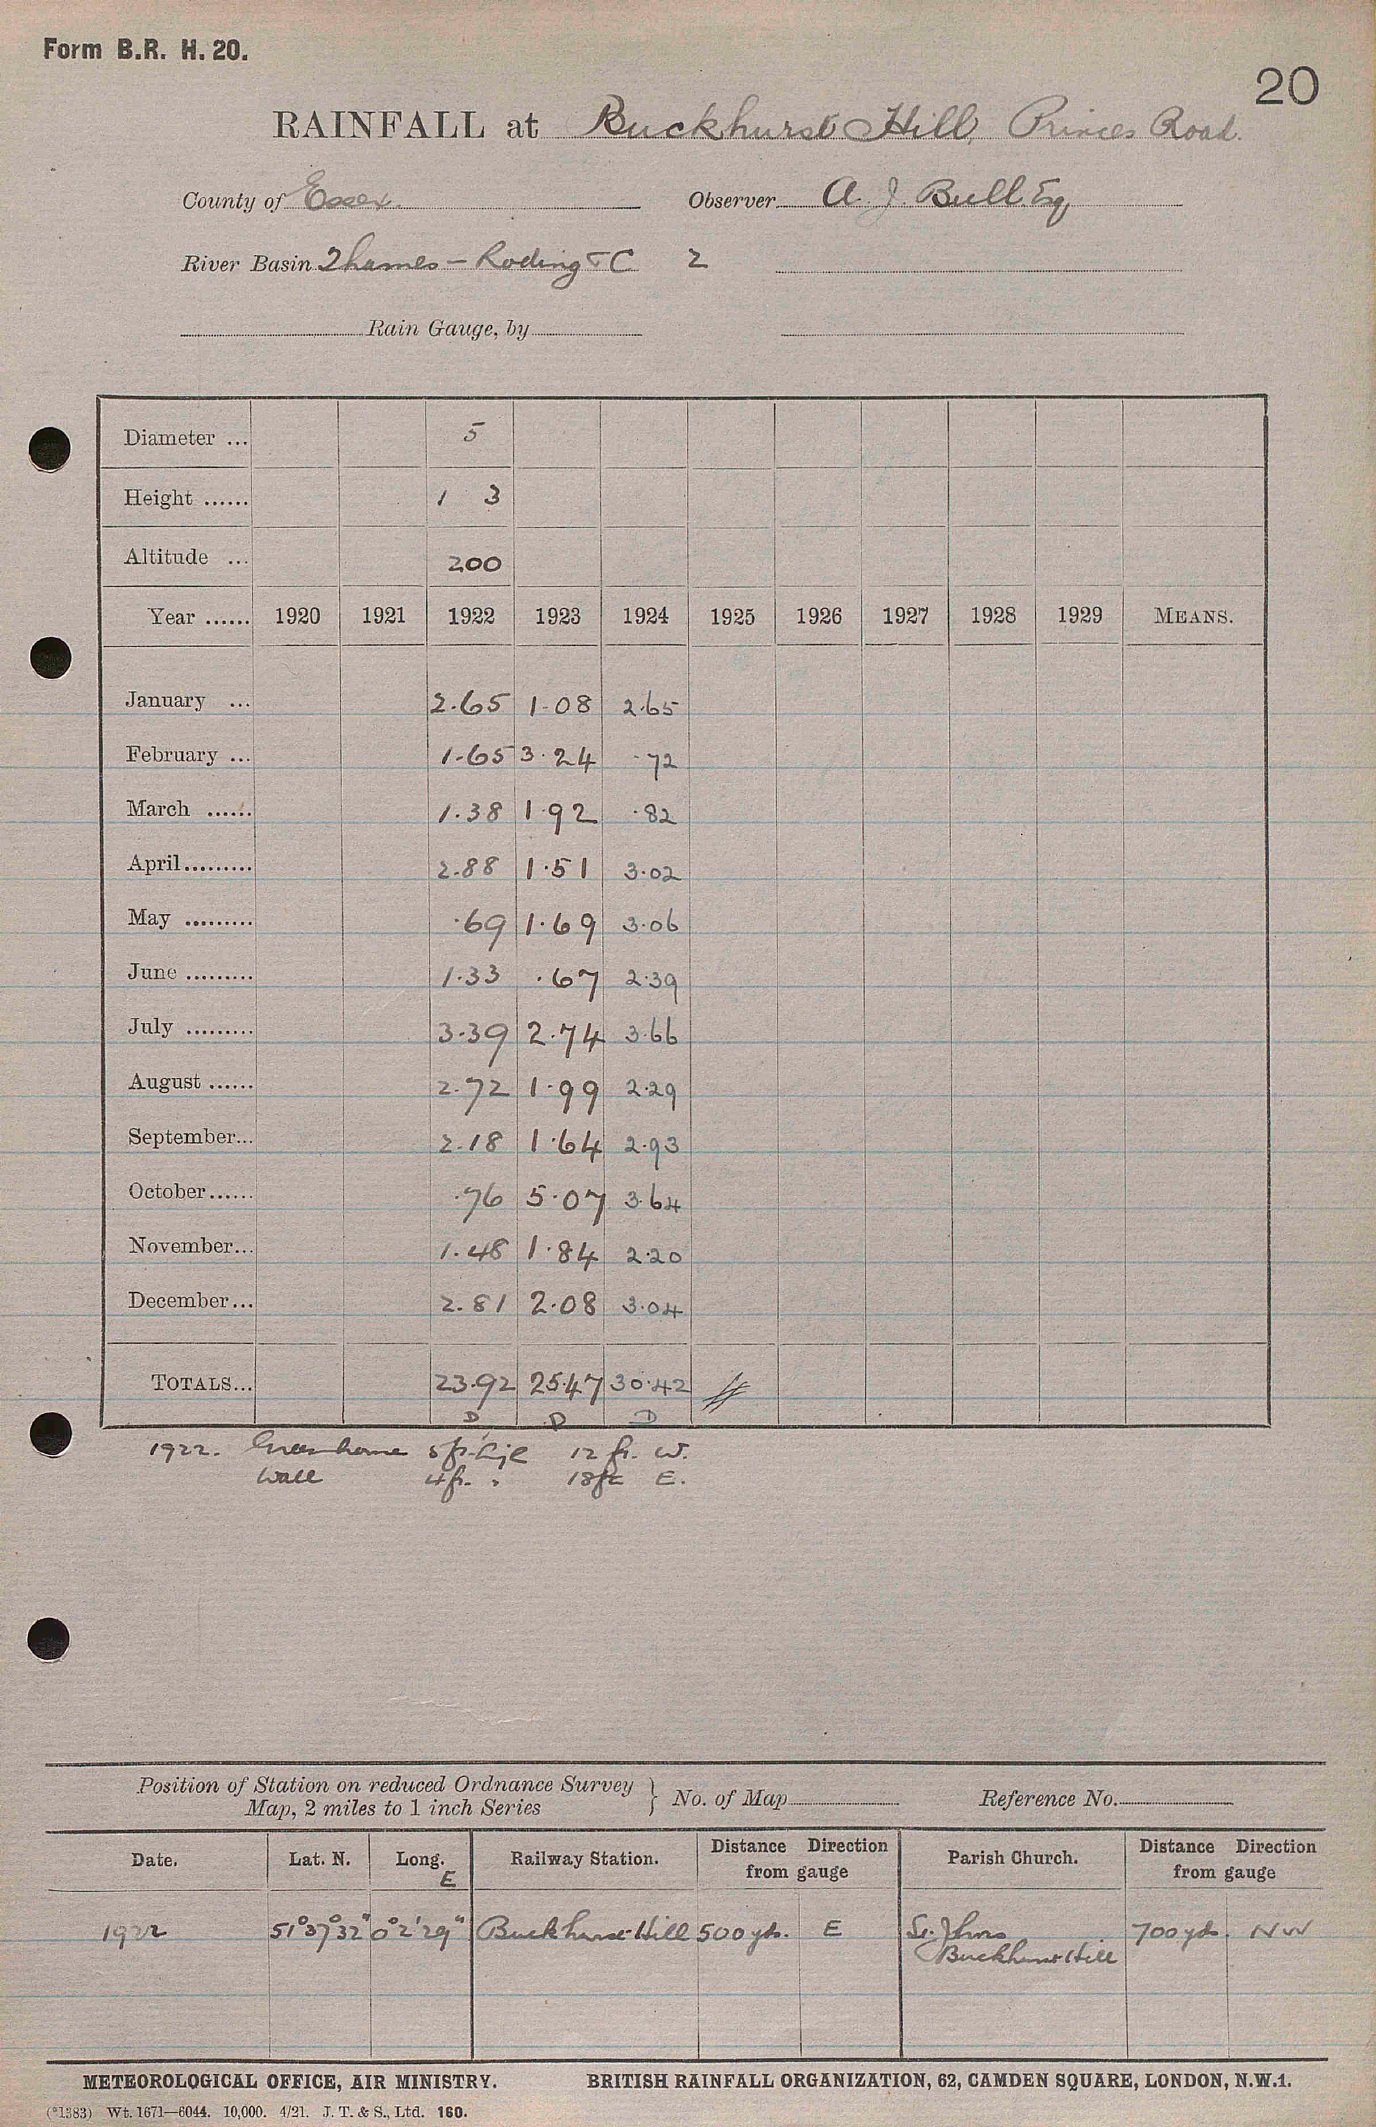 Form B.R. H. 20.
20
RAINFALL at Buckhurst Hill, Princes Road.
County of Essex. Observer A. J. Bull Esq,
River Basin Thames - Roding & C 2
Rain Gauge, by
Diameter ... 5
Height ...... 1 3
Altitude ... 200
Year ...... 1920 1921 1922 1923 1924 1925 1926 1927 1928 1929 MEANS.
January ... 2.65 1.08 2.65
February ... 1.65 3.24 .72
March ...... 1.38 1.92 .82
April ......... 2.88 1.51 3.02
May ......... .69 1.69 3.06
June ......... 1.33 .67 2.39
July ......... 3.39 2.74 3.66
August ...... 2.72 1.99 2.29
September... 2.18 1.64 2.93
October...... .76 5.07 3.64
November... 1.48 1.84 2.20
December... 2.81 2.08 3.04
TOTALS... 23.92 25.47 30.42
D D D
1922. Greenhouse 5ft. 12 ft. W.
Wall 4ft. " 18ft E.
Position of Station on reduced Ordnance Survey
Map, 2 miles to 1 inch Series } No. of Map Reference No.
Date. Lat. N. Long. E Railway Station. Distance Direction from gauge Parish Church. Distance Direction from gauge
1922 51°37°32" 0°2'29" Buckhurst Hill 500 yds. E St. Johns 700 yds. NW
Buckhurst Hill
METEOROLOGICAL OFFICE, AIR MINISTRY. BRITISH RAINFALL ORGANIZATION, 62, CAMDEN SQUARE, LONDON, N.W.1.
(*1383) Wt. 1671—6044. 10,000. 4/21. J. T. & S., Ltd. 160.